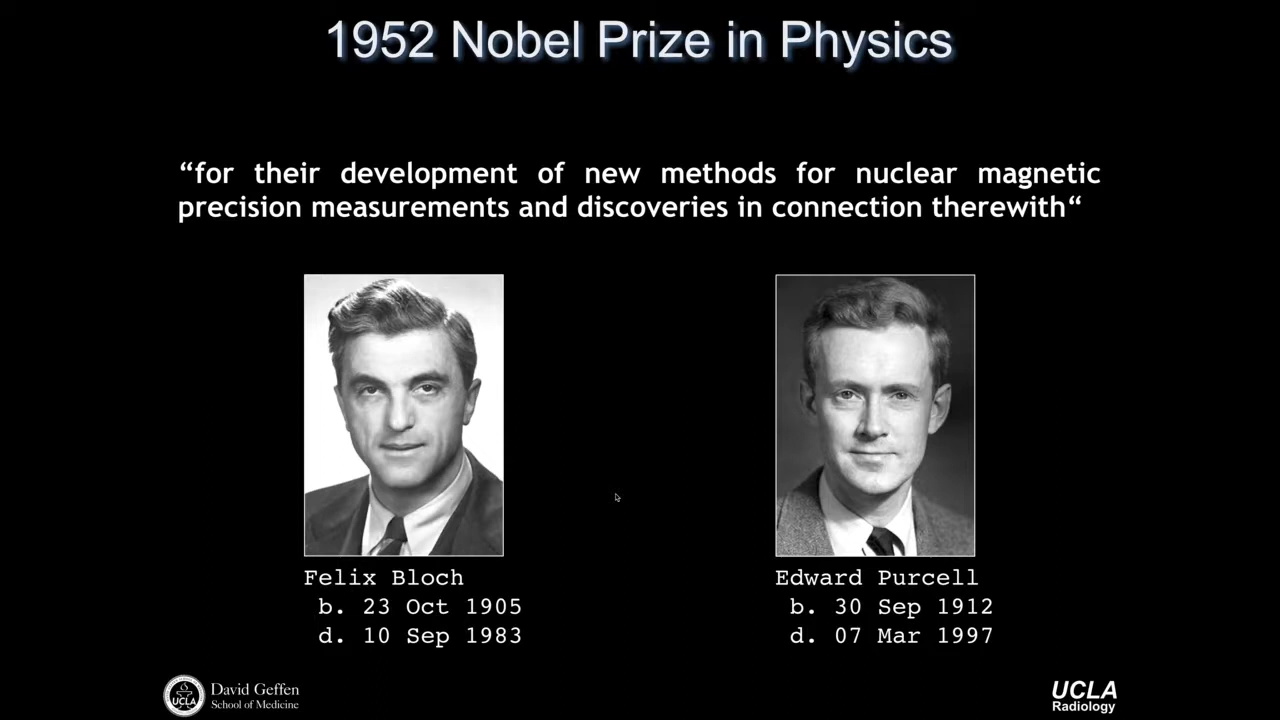 1952 Nobel Prize in Physics
“for their development of new methods for nuclear magnetic
precision measurements and discoveries in connection therewith“
Felix Bloch
b. 23 Oct 1905
d. 10 Sep 1983
Edward Purcell
b. 30 Sep 1912
d. 07 Mar 1997
UCLA
David Geffen
School of Medicine
UCLA
Radiology